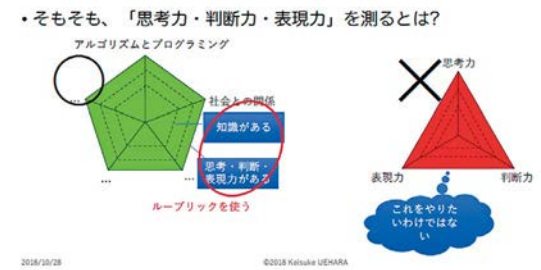 • そもそも、「思考力・判断力・表現力」を測るとは?
アルゴリズムとプログラミング
...
社会との関係
知識がある
思考・判断・
表現力がある
...
...
ルーブリックを使う
思考力
表現力
判断力
これをやりた
いわけではな
い
2018/10/28
©2018 Keisuke UEHARA